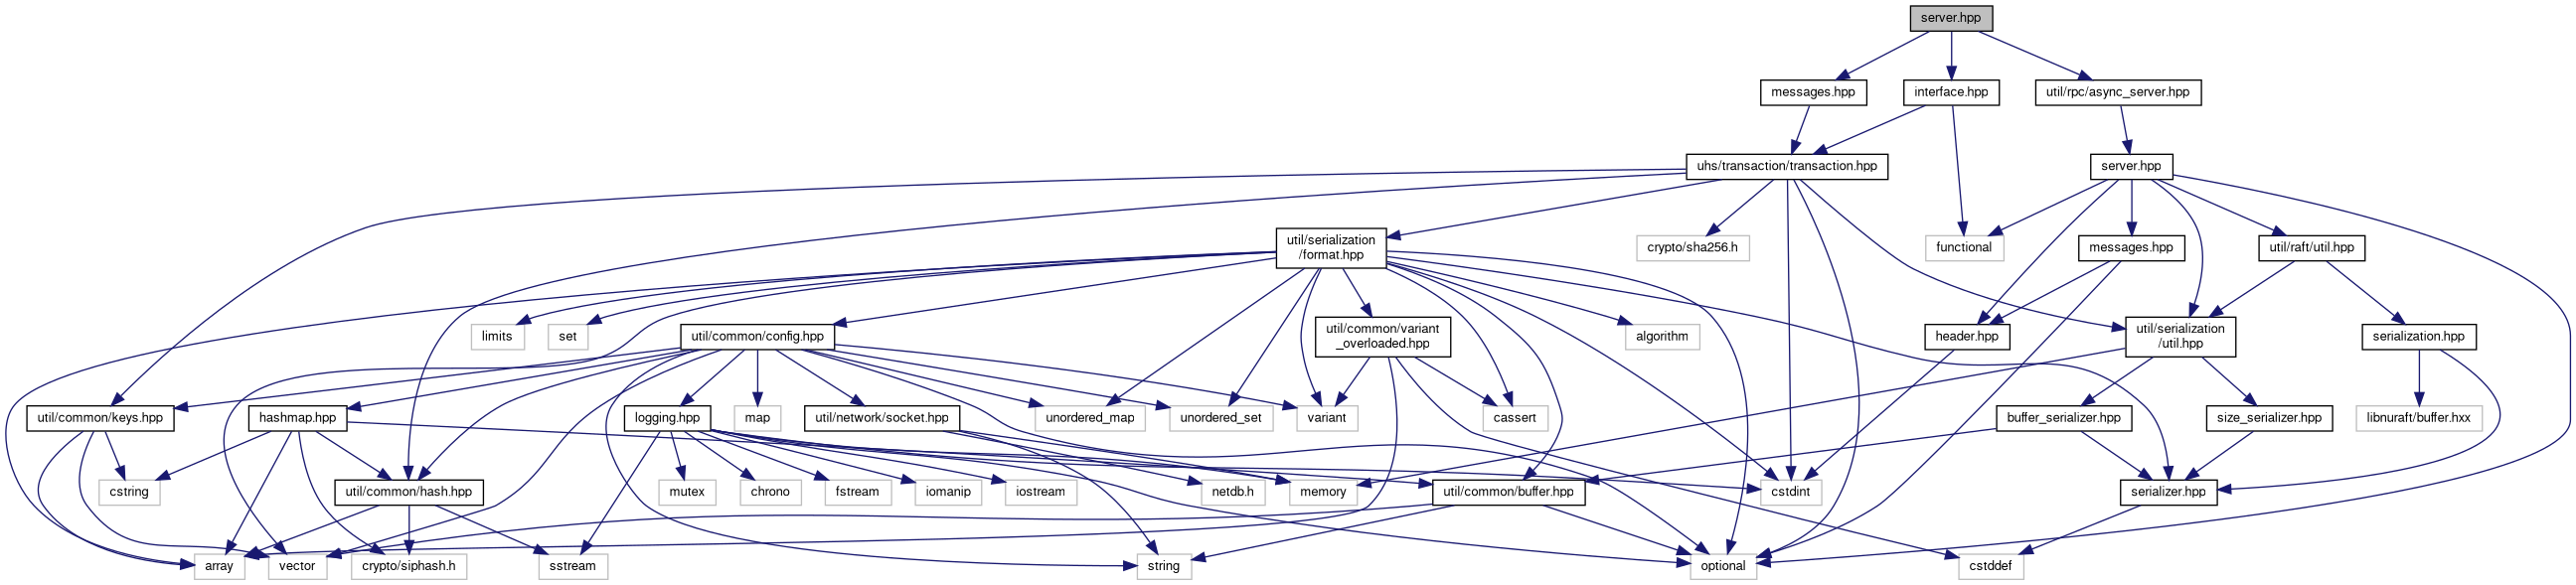 server.hpp
messages.hpp
interface.hpp
util/rpc/async_server.hpp
uhs/transaction/transaction.hpp
server.hpp
util/serialization
/format.hpp
crypto/sha256.h
functional
messages.hpp
util/raft/util.hpp
limits
set
util/common/config.hpp
util/common/variant
_overloaded.hpp
algorithm
header.hpp
util/serialization
/util.hpp
serialization.hpp
util/common/keys.hpp
hashmap.hpp
logging.hpp
map
util/network/socket.hpp
unordered_map
unordered_set
variant
cassert
buffer_serializer.hpp
size_serializer.hpp
libnuraft/buffer.hxx
cstring
util/common/hash.hpp
mutex
chrono
fstream
iomanip
iostream
netdb.h
memory
util/common/buffer.hpp
cstdint
serializer.hpp
array
vector
crypto/siphash.h
sstream
string
optional
cstddef